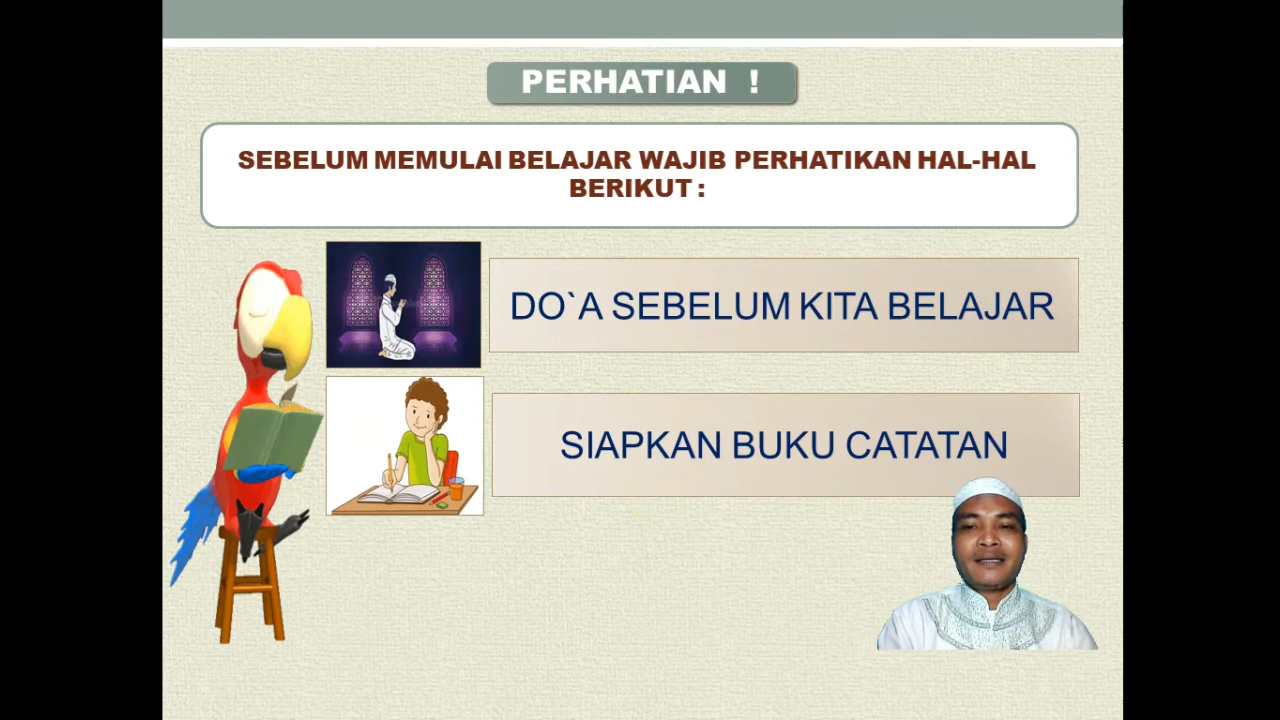 PERHATIAN !
SEBELUM MEMULAI BELAJAR WAJIB PERHATIKAN HAL-HAL
BERIKUT :
DO`A SEBELUM KITA BELAJAR
SIAPKAN BUKU CATATAN